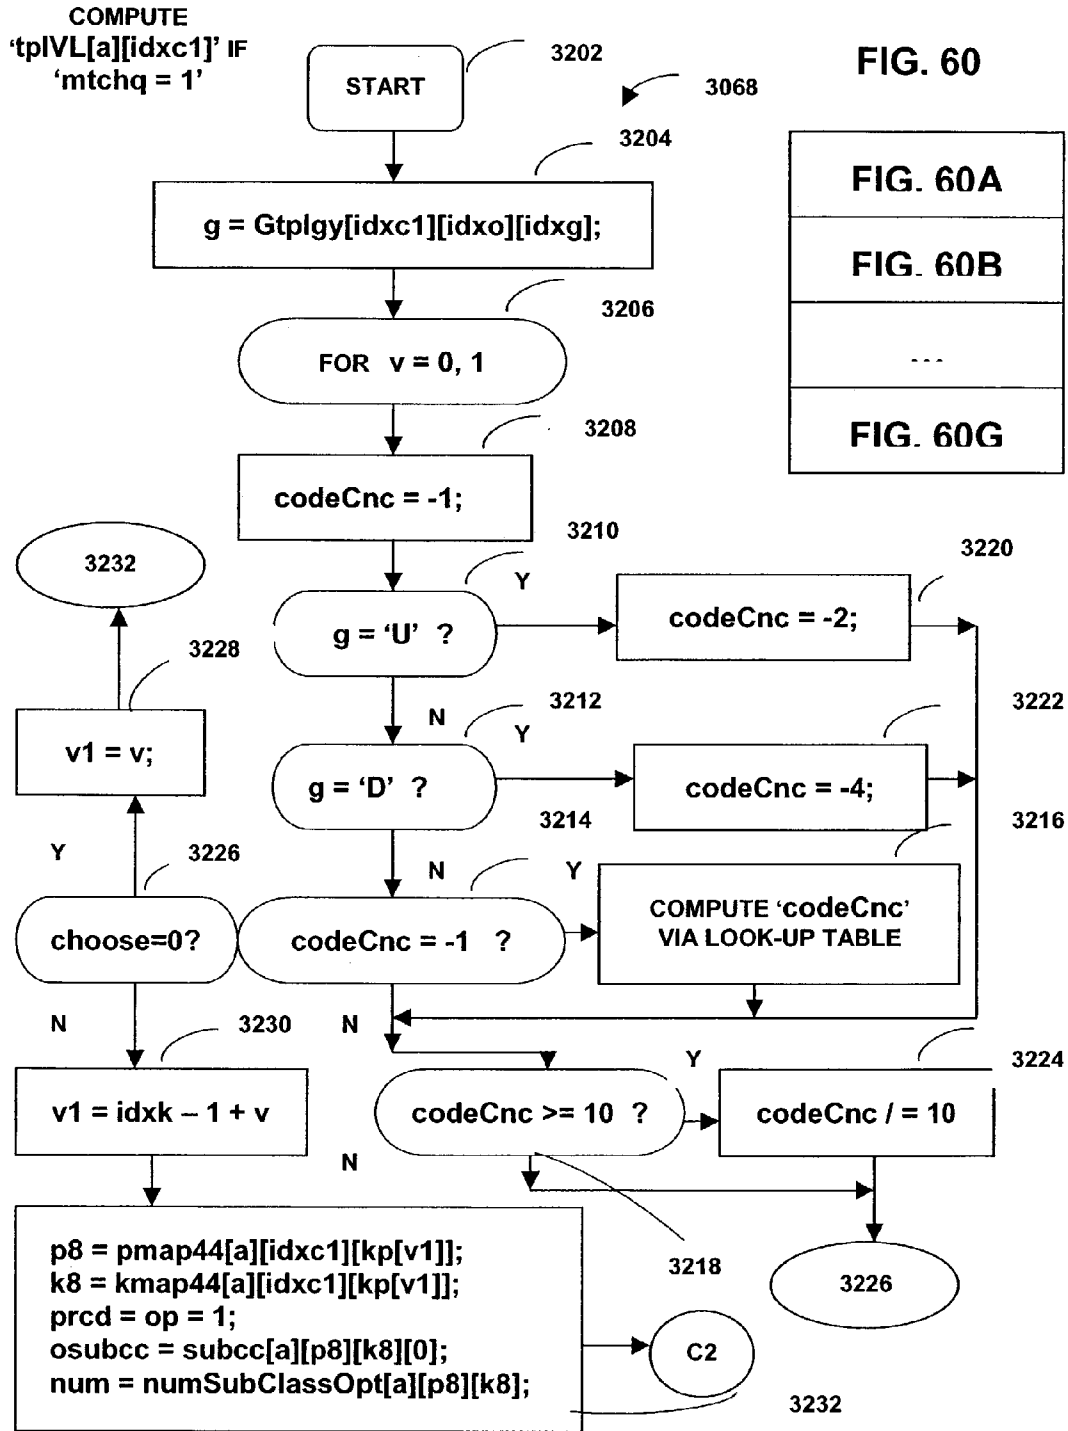 COMPUTE
'tplVL[a][idxc1]' IF
'mtchq = 1'
START
3202
3068
FIG. 60
FIG. 60A
FIG. 60B
...
FIG. 60G
3204
g = Gtplgy[idxc1][idxo][idxg];
3206
FOR v = 0, 1
3208
codeCnc = -1;
3210
g = 'U' ?
Y
3220
codeCnc = -2;
N
3212
g = 'D' ?
Y
3222
codeCnc = -4;
N
3214
codeCnc = -1 ?
Y
3216
COMPUTE 'codeCnc'
VIA LOOK-UP TABLE
N
codeCnc >= 10 ?
Y
3224
codeCnc / = 10
N
3218
3226
3232
3228
v1 = v;
Y
3226
choose=0?
N
3230
v1 = idxk – 1 + v
p8 = pmap44[a][idxc1][kp[v1]];
k8 = kmap44[a][idxc1][kp[v1]];
prcd = op = 1;
osubcc = subcc[a][p8][k8][0];
num = numSubClassOpt[a][p8][k8];
C2
3232